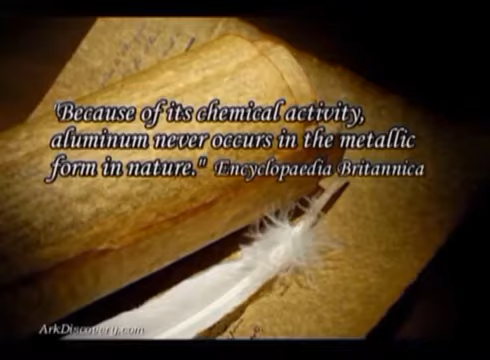 "Because of its chemical activity,
aluminum never occurs in the metallic
form in nature." Encyclopaedia Britannica
ArkDiscovery.com